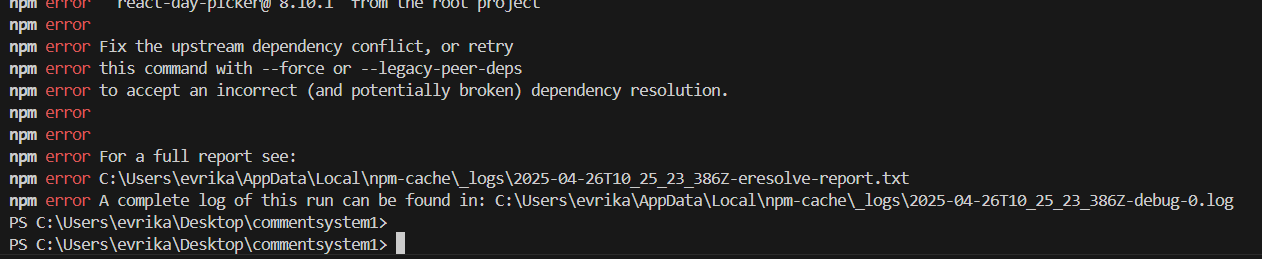 npm error   react-day-picker@"8.10.1" from the root project
npm error
npm error Fix the upstream dependency conflict, or retry
npm error this command with --force or --legacy-peer-deps
npm error to accept an incorrect (and potentially broken) dependency resolution.
npm error
npm error
npm error For a full report see:
npm error C:\Users\evrika\AppData\Local\npm-cache\_logs\2025-04-26T10_25_23_386Z-eresolve-report.txt
npm error A complete log of this run can be found in: C:\Users\evrika\AppData\Local\npm-cache\_logs\2025-04-26T10_25_23_386Z-debug-0.log
PS C:\Users\evrika\Desktop\commentsystem1>
PS C:\Users\evrika\Desktop\commentsystem1>